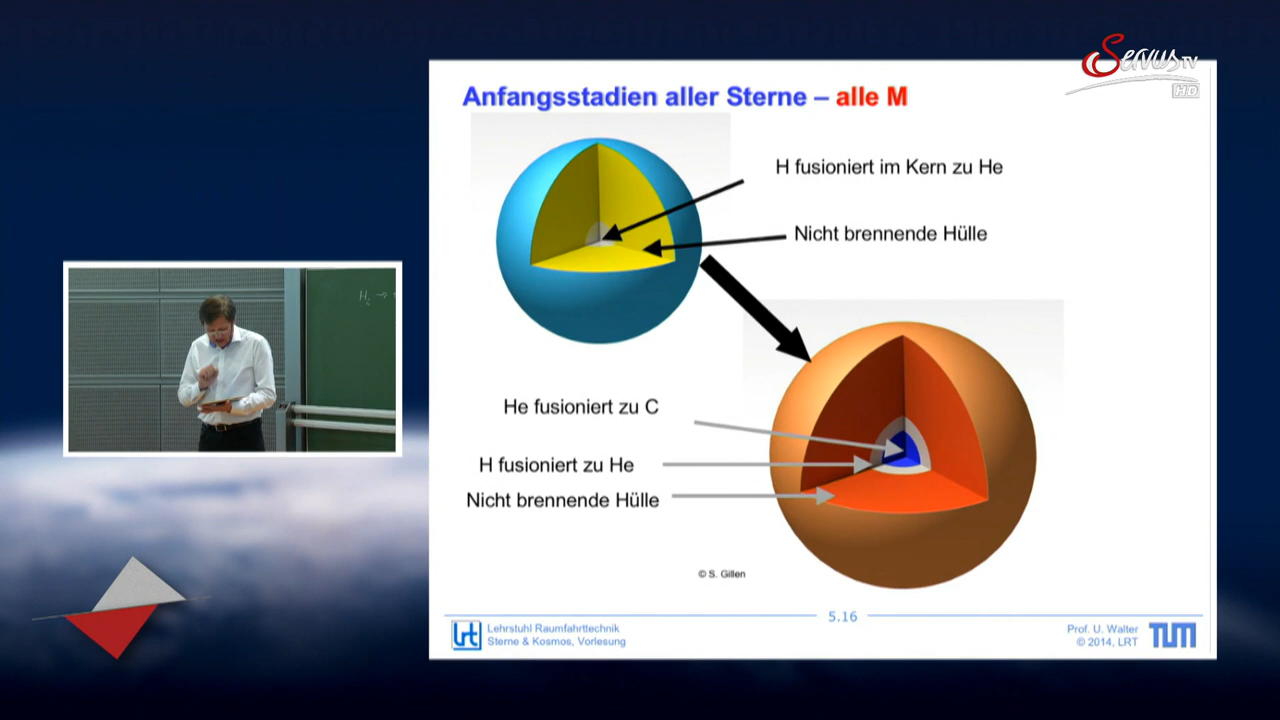 Servus TV
HD
Anfangsstadien aller Sterne – alle M
H fusioniert im Kern zu He
Nicht brennende Hülle
He fusioniert zu C
H fusioniert zu He
Nicht brennende Hülle
© S. Gillen
5.16
lrt
Lehrstuhl Raumfahrttechnik
Sterne & Kosmos, Vorlesung
Prof. U. Walter
© 2014, LRT
TUM